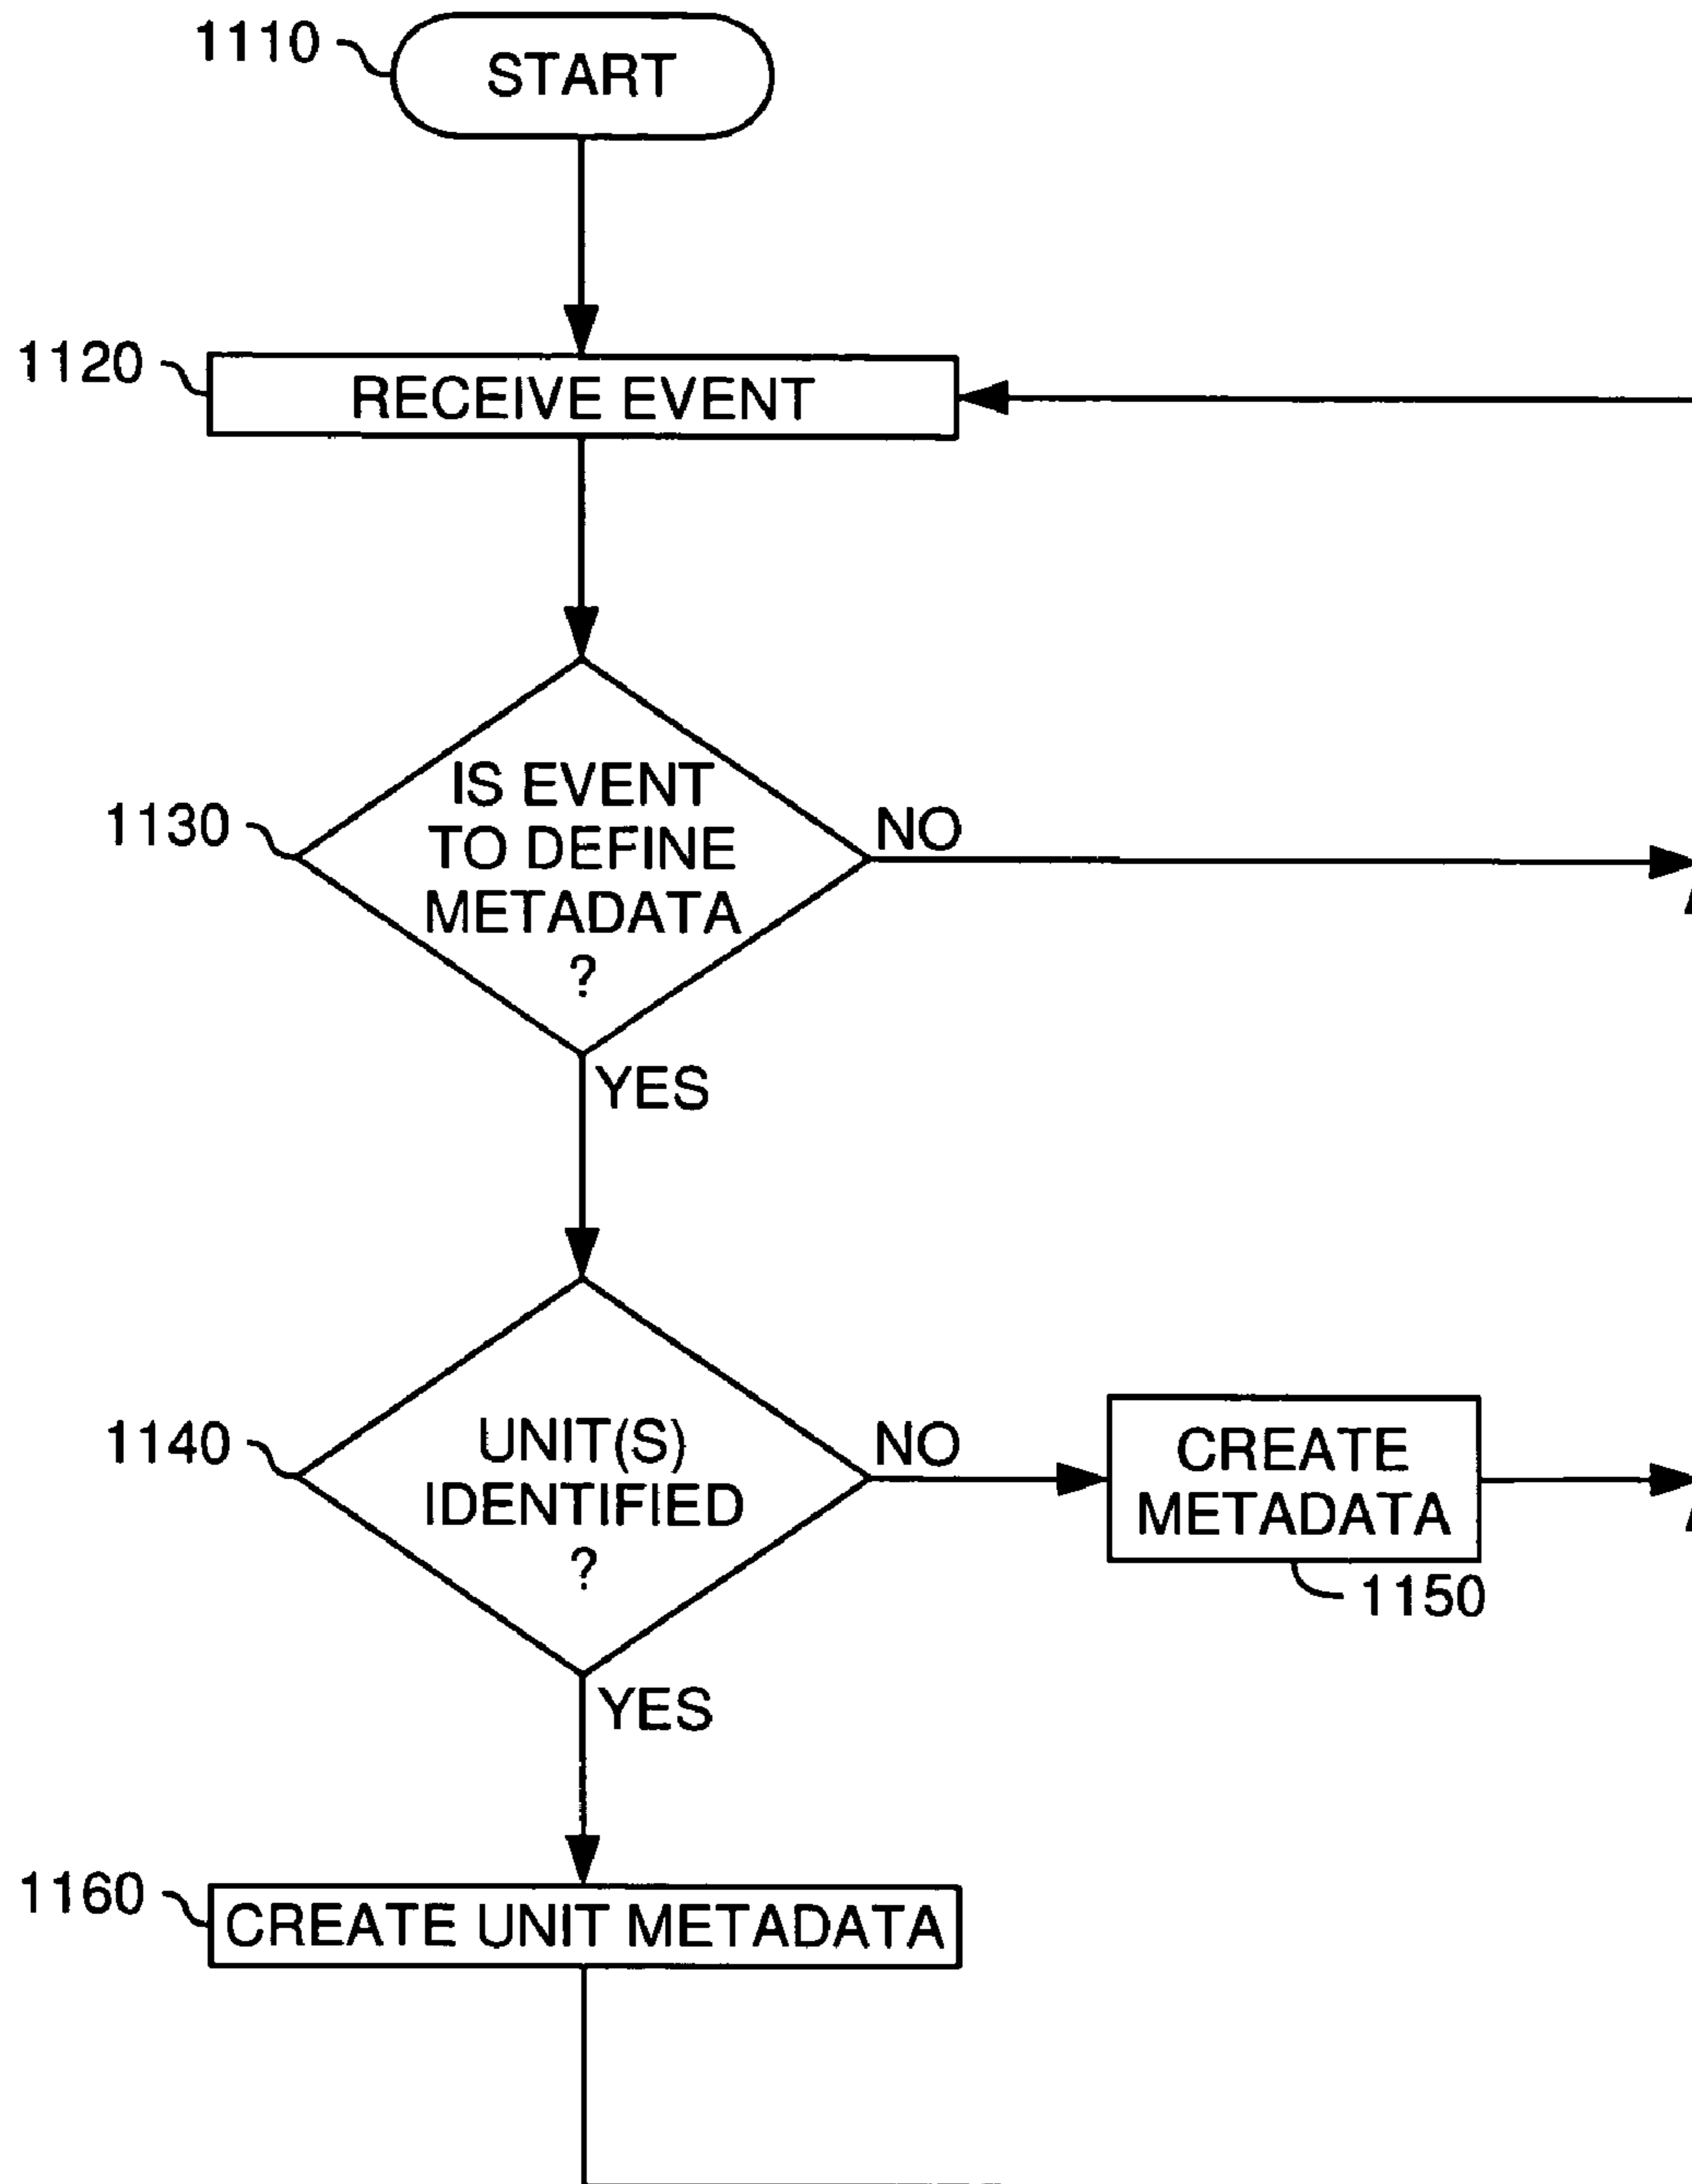 1110
START
1120
RECEIVE EVENT
1130
IS EVENT
TO DEFINE
METADATA
?
NO
YES
1140
UNIT(S)
IDENTIFIED
?
NO
CREATE
METADATA
1150
YES
1160
CREATE UNIT METADATA